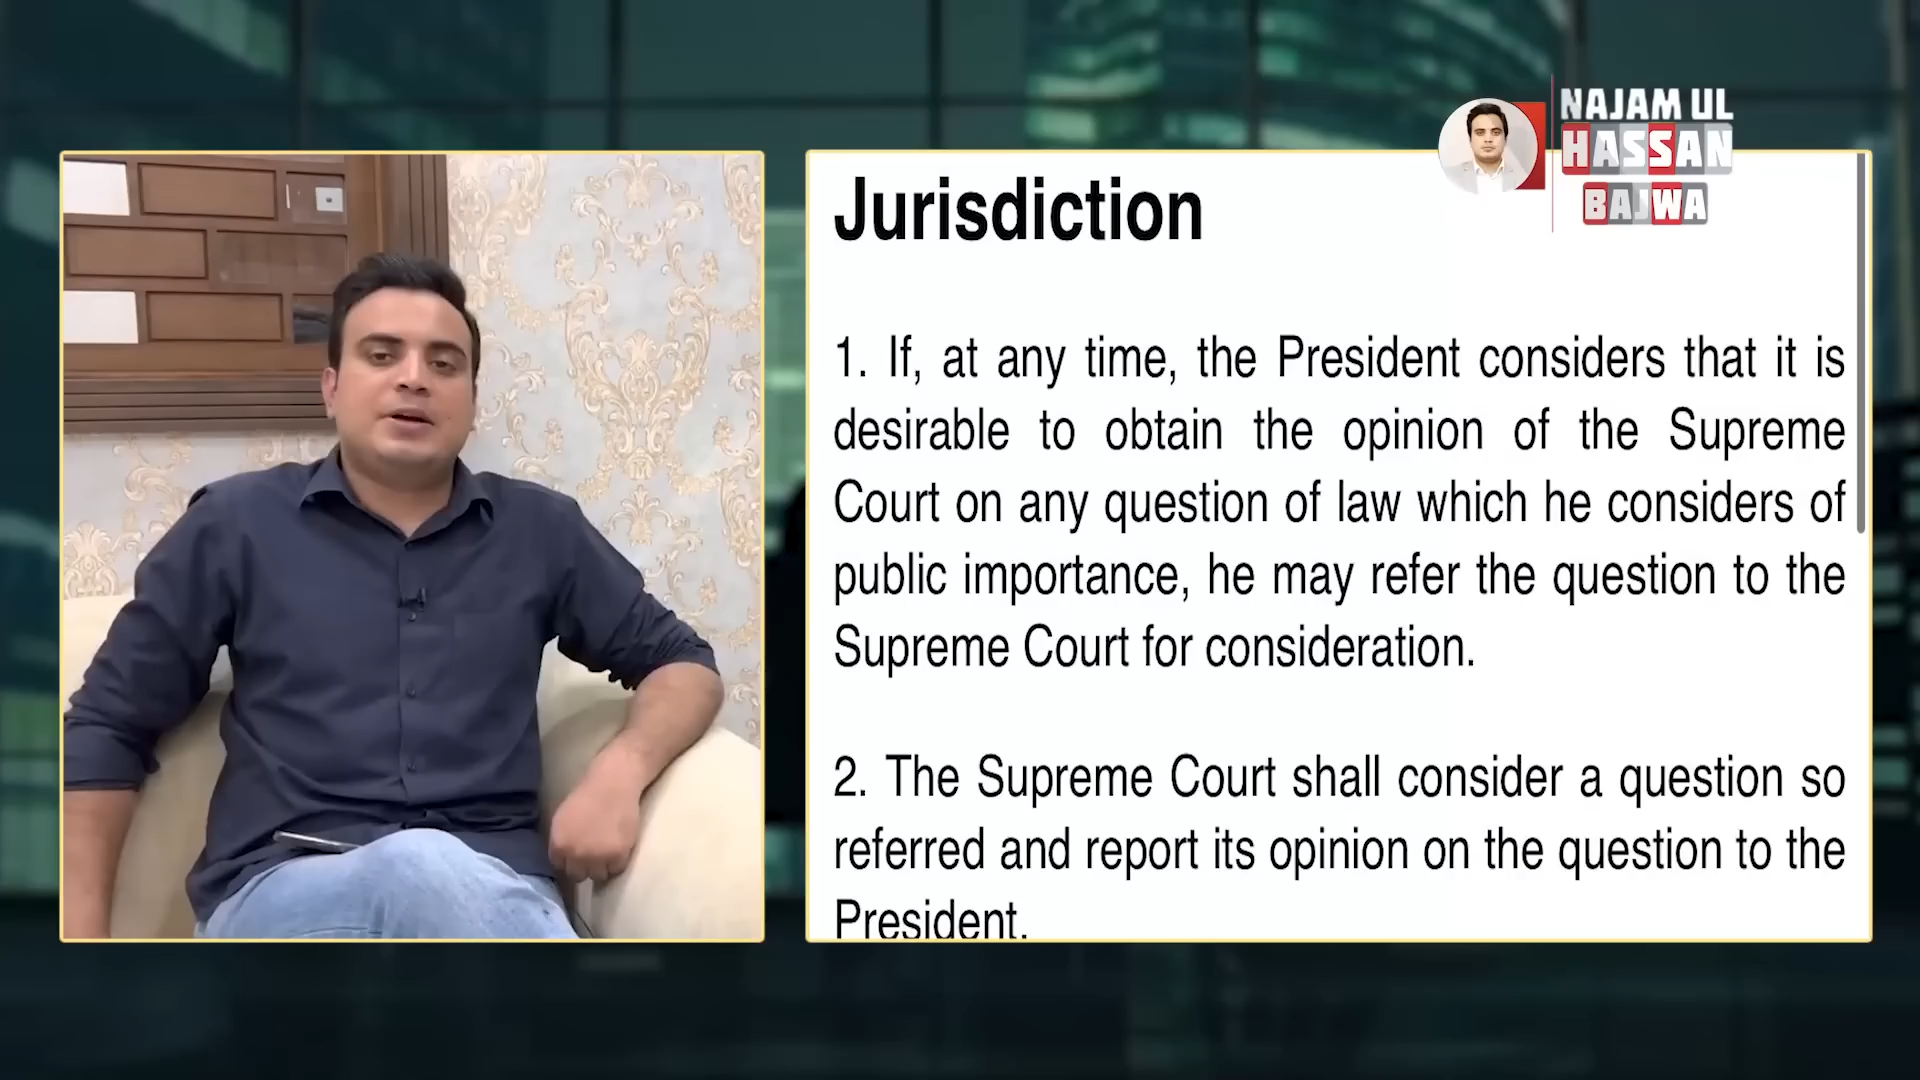 NAJAM UL
HASSAN
BAJWA
Jurisdiction
1. If, at any time, the President considers that it is
desirable to obtain the opinion of the Supreme
Court on any question of law which he considers of
public importance, he may refer the question to the
Supreme Court for consideration.
2. The Supreme Court shall consider a question so
referred and report its opinion on the question to the
President.